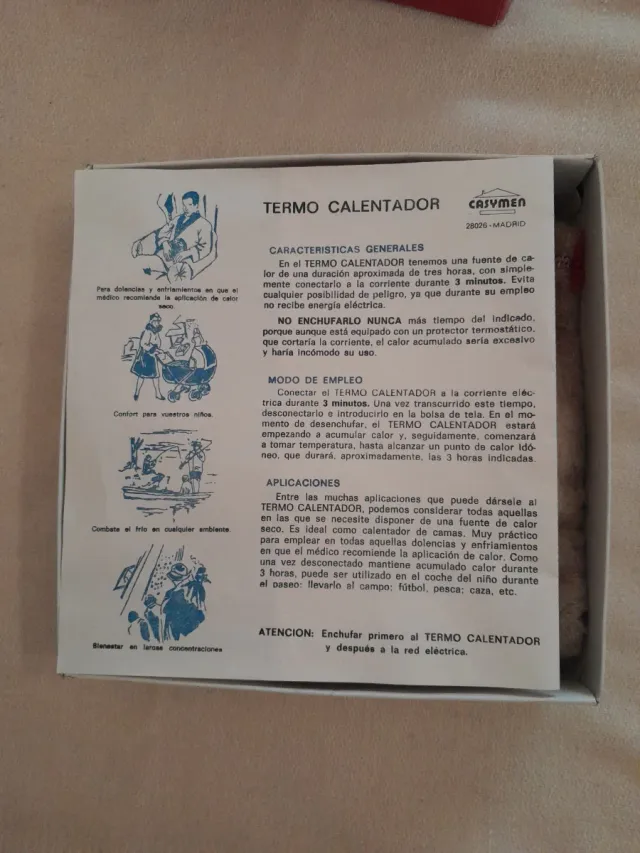 TERMO CALENTADOR
CASYMEN
28026 - MADRID
CARACTERISTICAS GENERALES
En el TERMO CALENTADOR tenemos una fuente de ca-
lor de una duración aproximada de tres horas, con simple-
mente conectarlo a la corriente durante 3 minutos. Evita
cualquier posibilidad de peligro, ya que durante su empleo
no recibe energía eléctrica.
NO ENCHUFARLO NUNCA más tiempo del indicado,
porque aunque está equipado con un protector termostático,
que cortaría la corriente, el calor acumulado sería excesivo
y haría incómodo su uso.
MODO DE EMPLEO
Conectar el TERMO CALENTADOR a la corriente eléc-
trica durante 3 minutos. Una vez transcurrido este tiempo,
desconectarlo e introducirlo en la bolsa de tela. En el mo-
mento de desenchufar, el TERMO CALENTADOR estará
empezando a acumular calor y, seguidamente, comenzará
a tomar temperatura, hasta alcanzar un punto de calor idó-
neo, que durará, aproximadamente, las 3 horas indicadas.
APLICACIONES
Entre las muchas aplicaciones que puede dársele al
TERMO CALENTADOR, podemos considerar todas aquellas
en las que se necesite disponer de una fuente de calor
seco. Es ideal como calentador de camas. Muy práctico
para emplear en todas aquellas dolencias y enfriamientos
en que el médico recomiende la aplicación de calor. Como
una vez desconectado mantiene acumulado calor durante
3 horas, puede ser utilizado en el coche del niño durante
el paseo; llevarlo al campo; fútbol, pesca; caza, etc.
ATENCION: Enchufar primero al TERMO CALENTADOR
y después a la red eléctrica.
Para dolencias y enfriamientos en que el
médico recomiende la aplicación de calor
seco.
Confort para vuestros niños.
Combate el frío en cualquier ambiente.
Bienestar en largas concentraciones